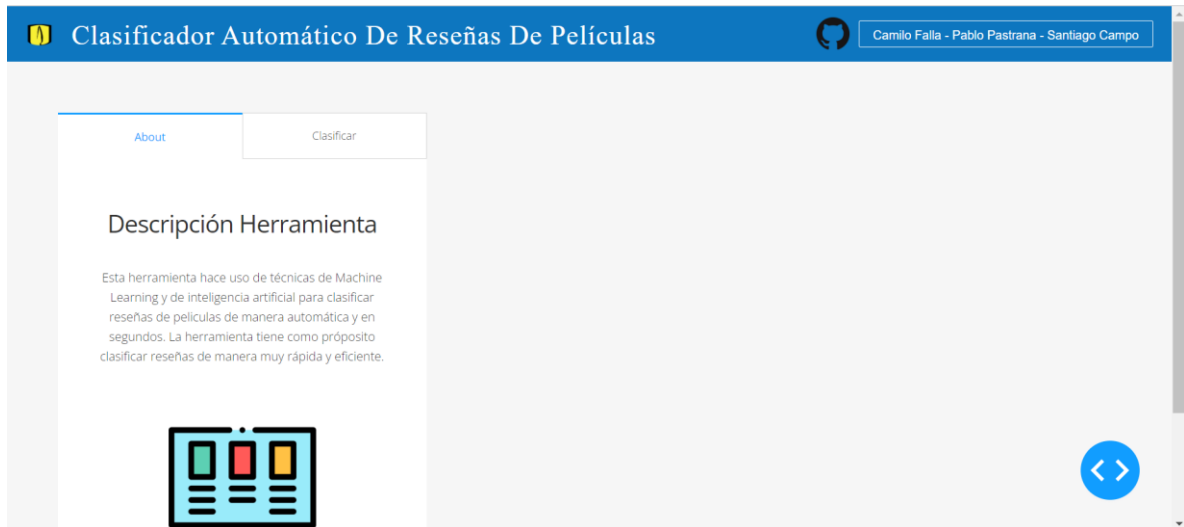 Clasificador Automático De Reseñas De Películas
Camilo Falla - Pablo Pastrana - Santiago Campo
About
Clasificar
Descripción Herramienta
Esta herramienta hace uso de técnicas de Machine
Learning y de inteligencia artificial para clasificar
reseñas de peliculas de manera automática y en
segundos. La herramienta tiene como próposito
clasificar reseñas de manera muy rápida y eficiente.